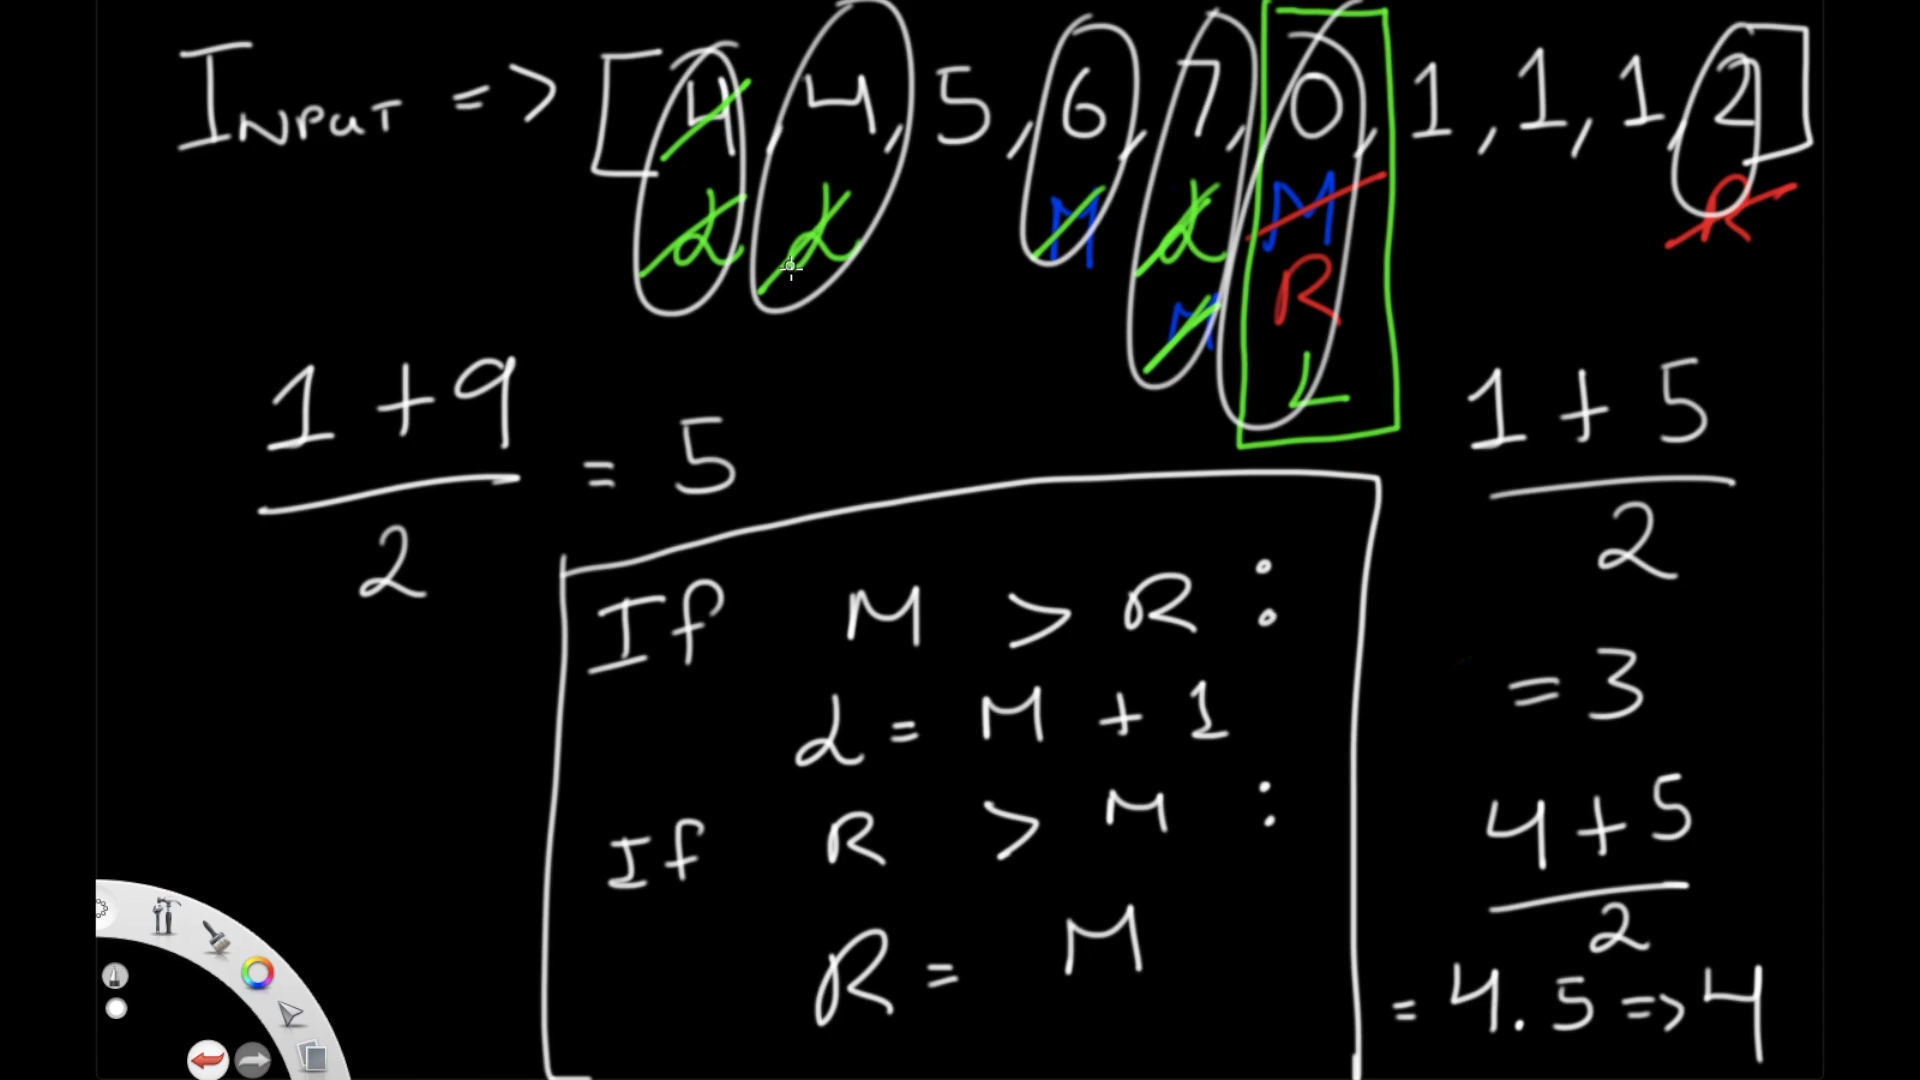 Input => [4, 4, 5, 6, 7, 0, 1, 1, 1, 2]
L L M L M R
M R
L
1+9
2
= 5
1 + 5
2
= 3
4+5
2
= 4.5 => 4
If M > R :
L = M + 1
If R > M :
R = M